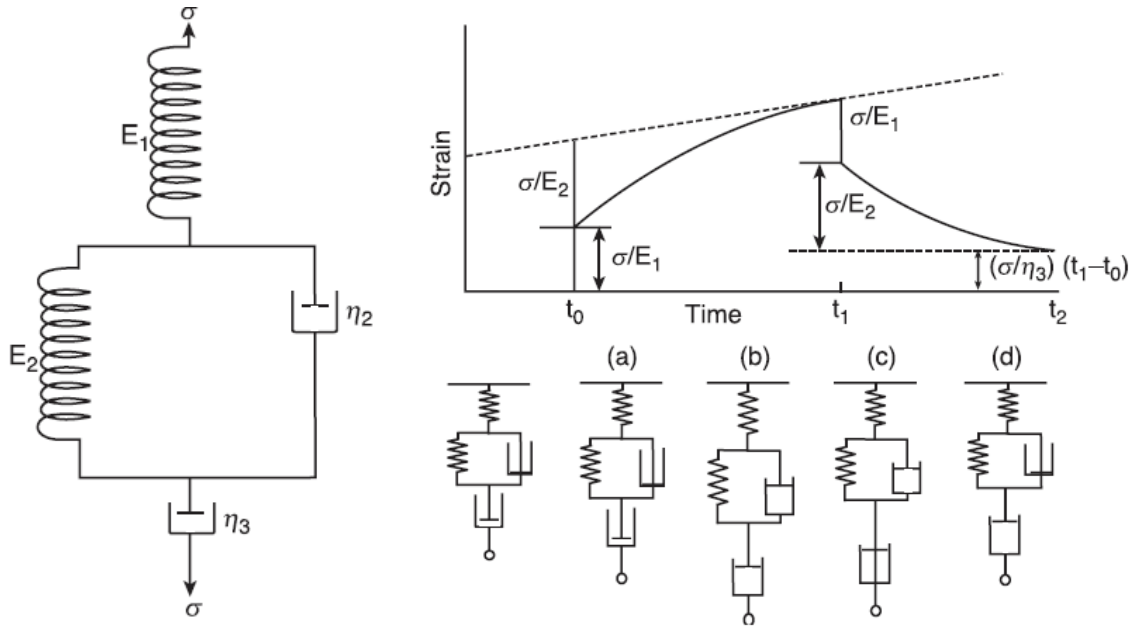 σ
E₁
E₂
η₂
η₃
σ
Strain
σ/E₂
σ/E₁
σ/E₁
σ/E₂
(σ/η₃) (t₁–t₀)
t₀
Time
t₁
t₂
(a)
(b)
(c)
(d)